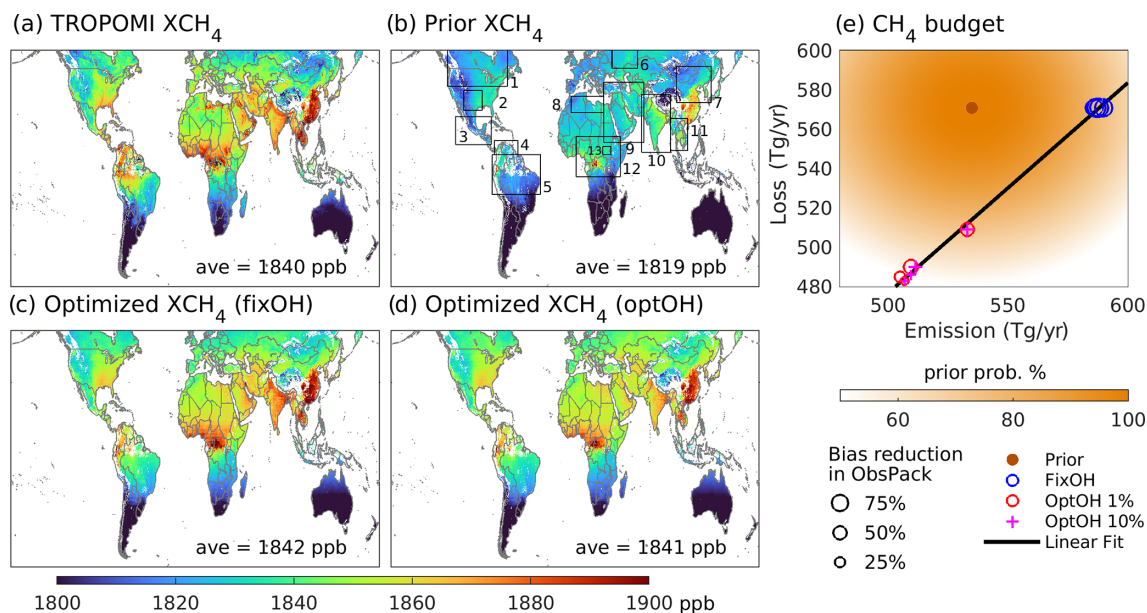 (a) TROPOMI XCH4
(b) Prior XCH4
(e) CH4 budget
1
2
3
4
5
6
7
8
9
10
11
12
13
ave = 1840 ppb
ave = 1819 ppb
600
580
560
540
520
500
480
Loss (Tg/yr)
500
550
600
Emission (Tg/yr)
(c) Optimized XCH4 (fixOH)
(d) Optimized XCH4 (optOH)
ave = 1842 ppb
ave = 1841 ppb
1800
1820
1840
1860
1880
1900 ppb
prior prob. %
60
80
100
Bias reduction
in ObsPack
75%
50%
25%
Prior
FixOH
OptOH 1%
OptOH 10%
Linear Fit